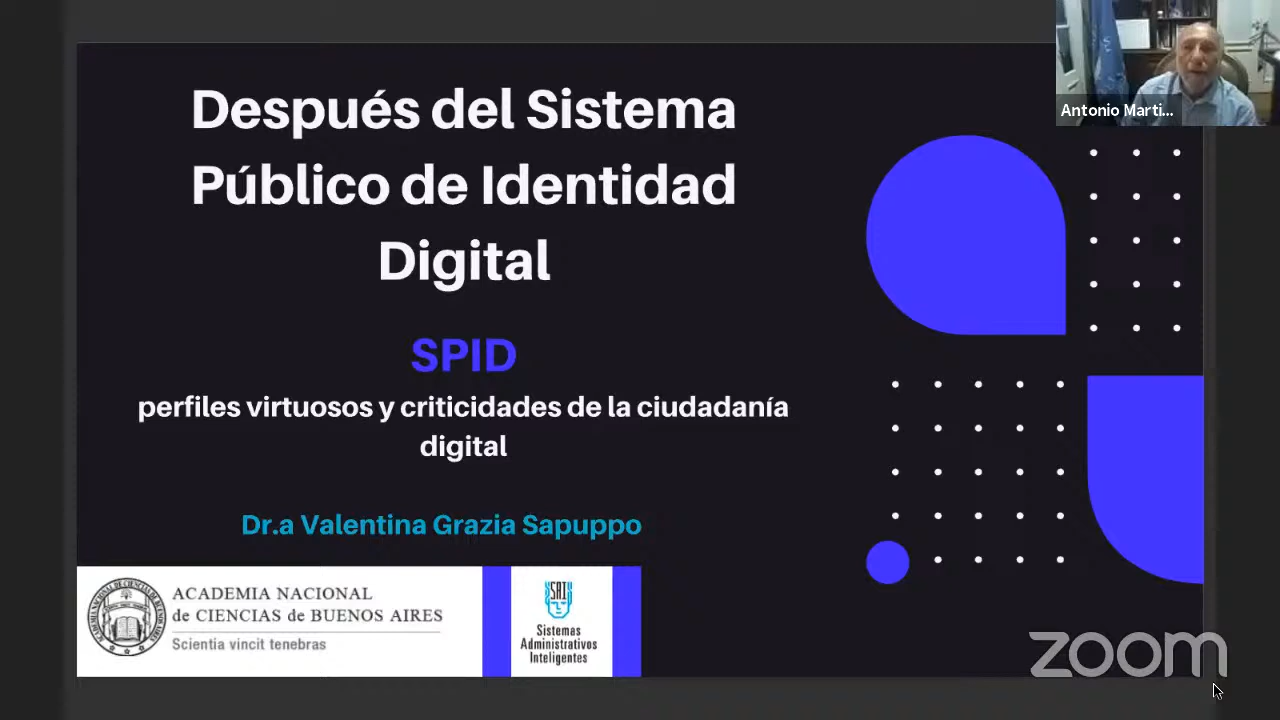 Después del Sistema
Público de Identidad
Digital
SPID
perfiles virtuosos y criticidades de la ciudadanía
digital
Dr.a Valentina Grazia Sapuppo
ACADEMIA NACIONAL
de CIENCIAS de BUENOS AIRES
Scientia vincit tenebras
SAI
Sistemas
Administrativos
Inteligentes
Antonio Marti...
zoom